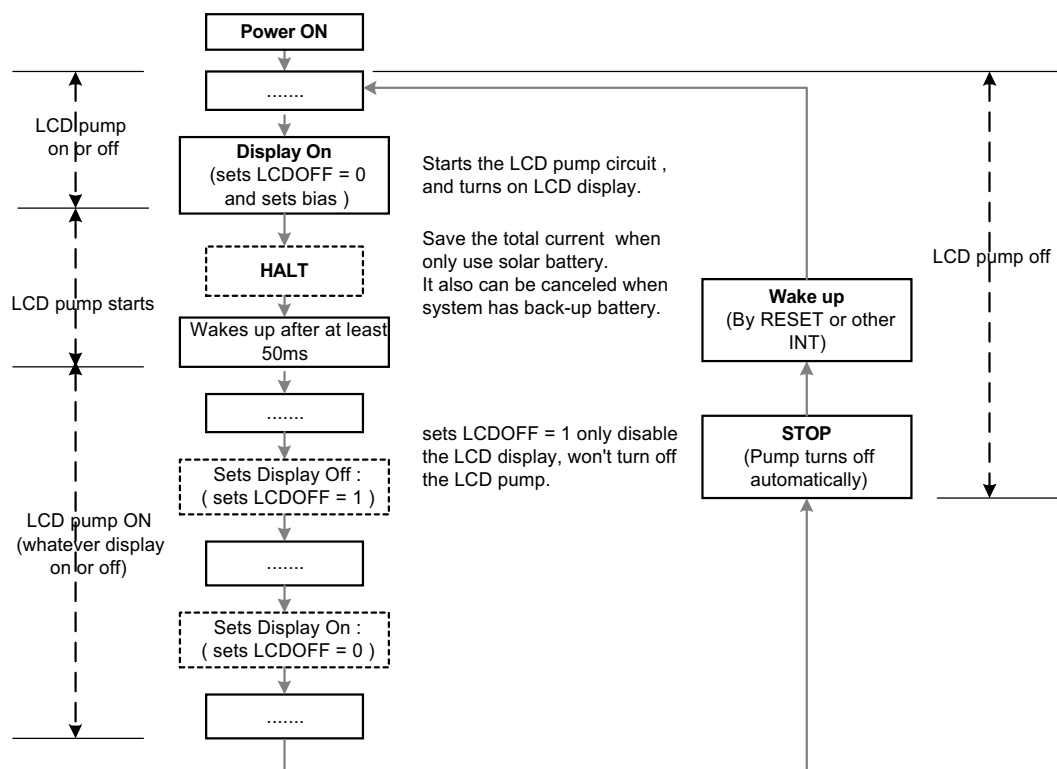 Power ON
.......
LCD pump
on or off
Display On
(sets LCDOFF = 0
and sets bias )
Starts the LCD pump circuit ,
and turns on LCD display.
HALT
Save the total current when
only use solar battery.
It also can be canceled when
system has back-up battery.
LCD pump starts
Wakes up after at least
50ms
Wake up
(By RESET or other
INT)
LCD pump off
.......
sets LCDOFF = 1 only disable
the LCD display, won't turn off
the LCD pump.
STOP
(Pump turns off
automatically)
Sets Display Off :
( sets LCDOFF = 1 )
LCD pump ON
(whatever display
on or off)
.......
Sets Display On :
( sets LCDOFF = 0 )
.......